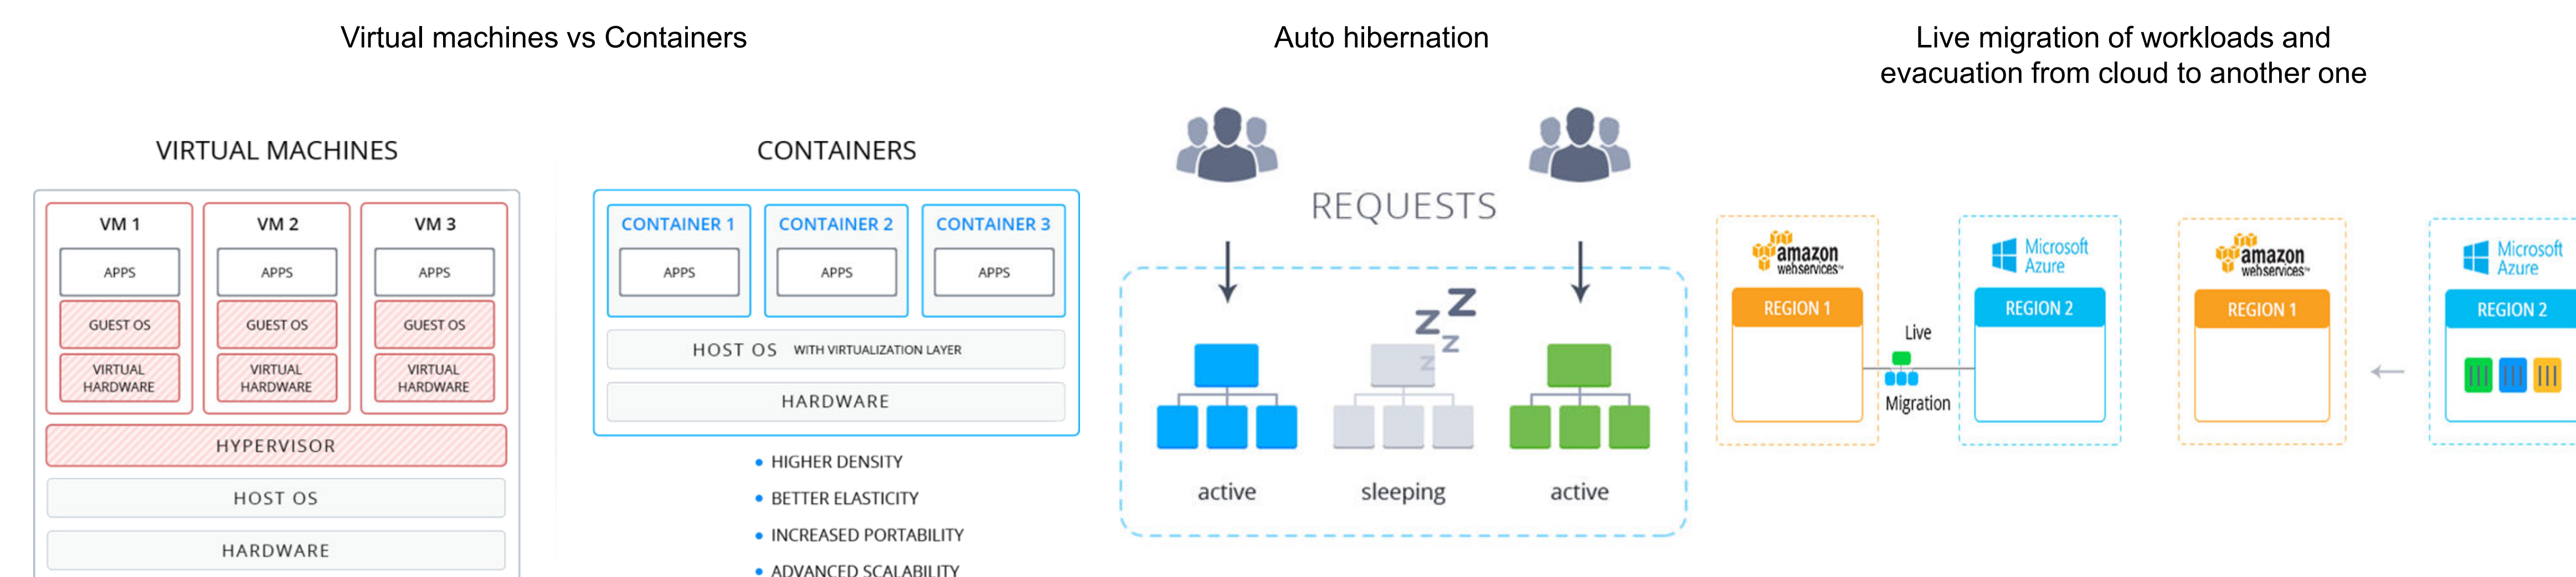 Virtual machines vs Containers
VIRTUAL MACHINES
VM 1
APPS
GUEST OS
VIRTUAL
HARDWARE
VM 2
APPS
GUEST OS
VIRTUAL
HARDWARE
VM 3
APPS
GUEST OS
VIRTUAL
HARDWARE
HYPERVISOR
HOST OS
HARDWARE
CONTAINERS
CONTAINER 1
APPS
CONTAINER 2
APPS
CONTAINER 3
APPS
HOST OS WITH VIRTUALIZATION LAYER
HARDWARE
• HIGHER DENSITY
• BETTER ELASTICITY
• INCREASED PORTABILITY
• ADVANCED SCALABILITY
Auto hibernation
REQUESTS
z Z
z
z
active
sleeping
active
Live migration of workloads and
evacuation from cloud to another one
amazon
webservices™
REGION 1
Live
Migration
Microsoft
Azure
REGION 2
amazon
webservices™
REGION 1
Microsoft
Azure
REGION 2